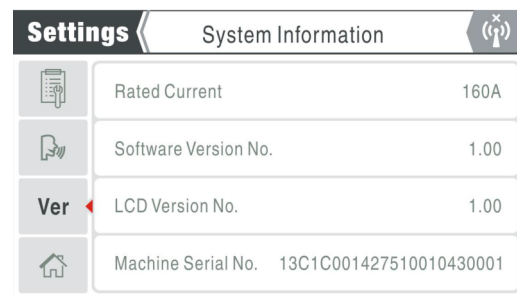 Settings System Information
Rated Current 160A
Software Version No. 1.00
Ver LCD Version No. 1.00
Machine Serial No. 13C1C001427510010430001